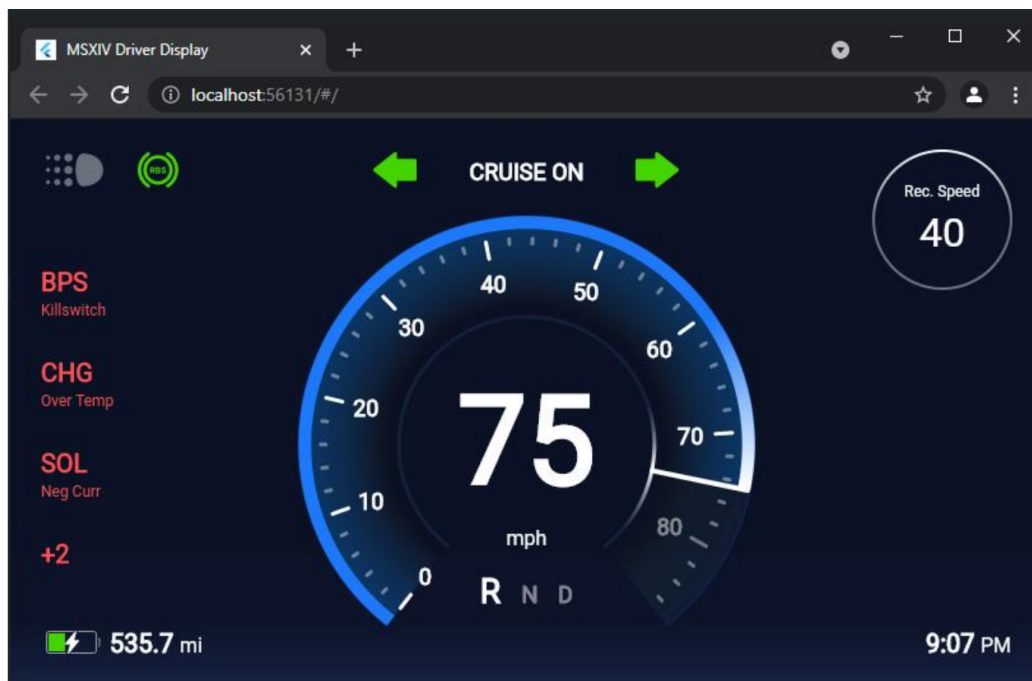 MSXIV Driver Display
localhost:56131/#/
RBS
CRUISE ON
Rec. Speed
40
BPS
Killswitch
CHG
Over Temp
SOL
Neg Curr
+2
0
10
20
30
40
50
60
70
80
75
mph
R N D
535.7 mi
9:07 PM